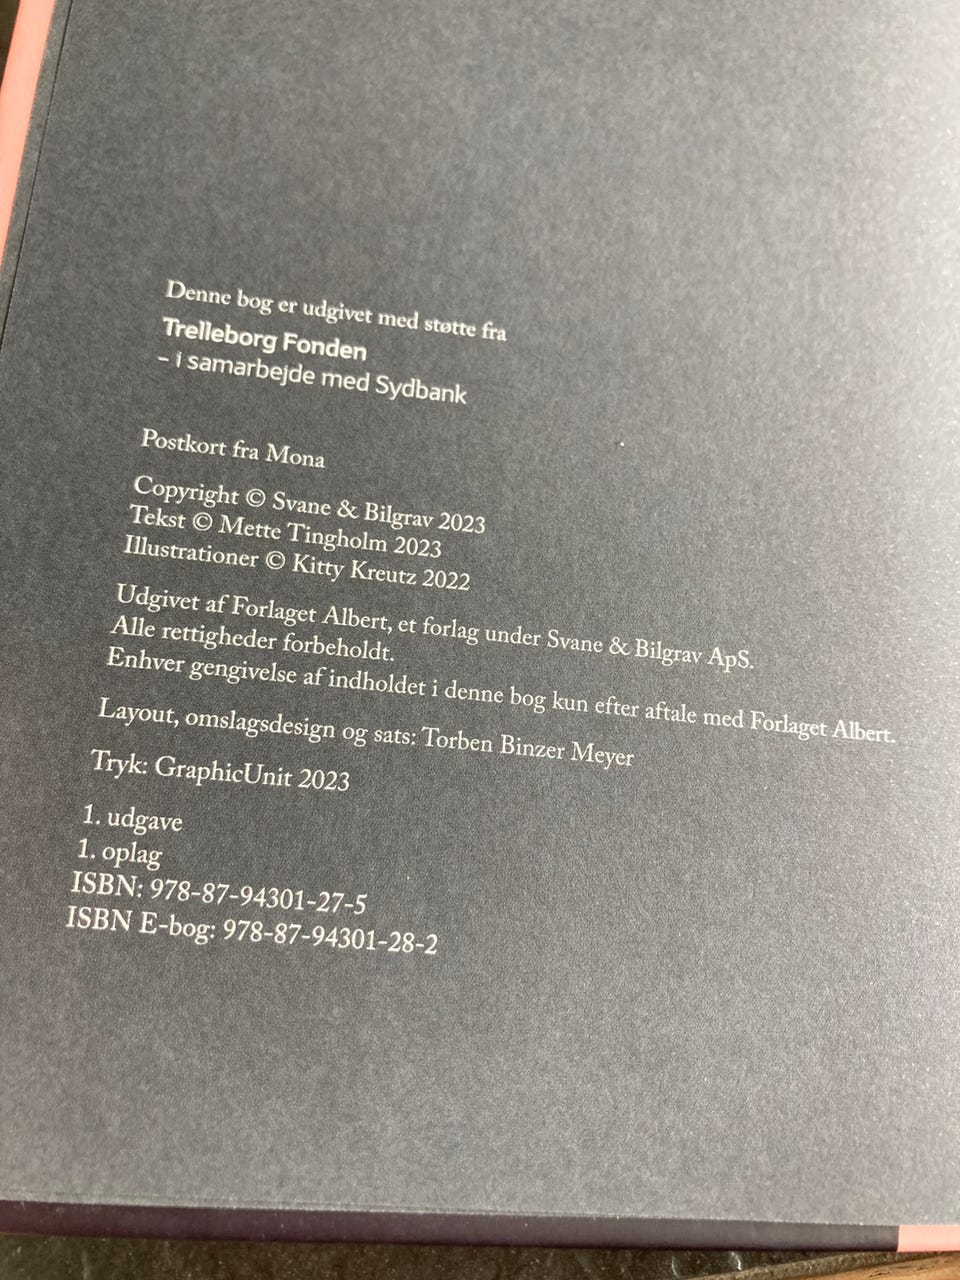 Denne bog er udgivet med støtte fra
Trelleborg Fonden
– i samarbejde med Sydbank
Postkort fra Mona
Copyright © Svane & Bilgrav 2023
Tekst © Mette Tingholm 2023
Illustrationer © Kitty Kreutz 2022
Udgivet af Forlaget Albert, et forlag under Svane & Bilgrav ApS.
Alle rettigheder forbeholdt.
Enhver gengivelse af indholdet i denne bog kun efter aftale med Forlaget Albert.
Layout, omslagsdesign og sats: Torben Binzer Meyer
Tryk: GraphicUnit 2023
1. udgave
1. oplag
ISBN: 978-87-94301-27-5
ISBN E-bog: 978-87-94301-28-2